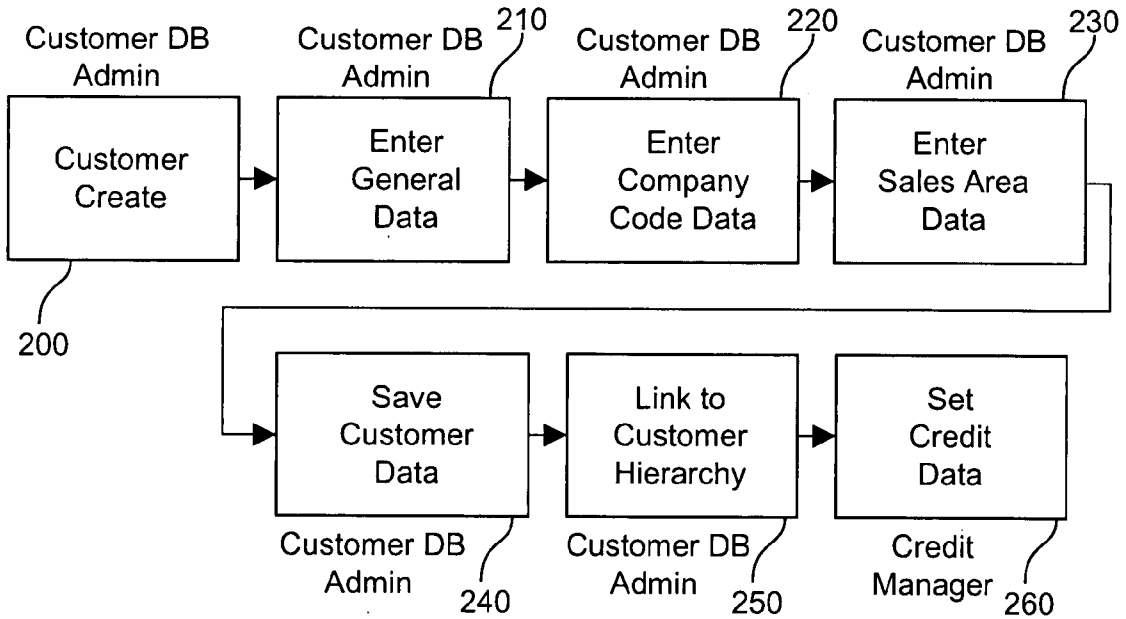 210
220
230
Customer DB
Admin
Customer DB
Admin
Customer DB
Admin
Customer DB
Admin
Customer
Create
Enter
General
Data
Enter
Company
Code Data
Enter
Sales Area
Data
200
Save
Customer
Data
Link to
Customer
Hierarchy
Set
Credit
Data
Customer DB
Admin
240
Customer DB
Admin
250
Credit
Manager
260